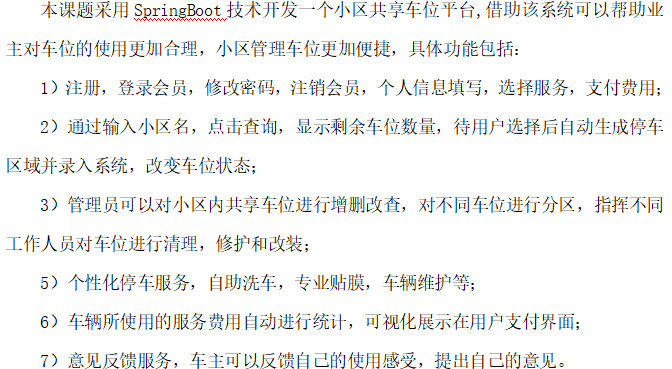 本课题采用SpringBoot技术开发一个小区共享车位平台,借助该系统可以帮助业
主对车位的使用更加合理，小区管理车位更加便捷，具体功能包括：
1）注册，登录会员，修改密码，注销会员，个人信息填写，选择服务，支付费用；
2）通过输入小区名，点击查询，显示剩余车位数量，待用户选择后自动生成停车
区域并录入系统，改变车位状态；
3）管理员可以对小区内共享车位进行增删改查，对不同车位进行分区，指挥不同
工作人员对车位进行清理，修护和改装；
5）个性化停车服务，自助洗车，专业贴膜，车辆维护等；
6）车辆所使用的服务费用自动进行统计，可视化展示在用户支付界面；
7）意见反馈服务，车主可以反馈自己的使用感受，提出自己的意见。